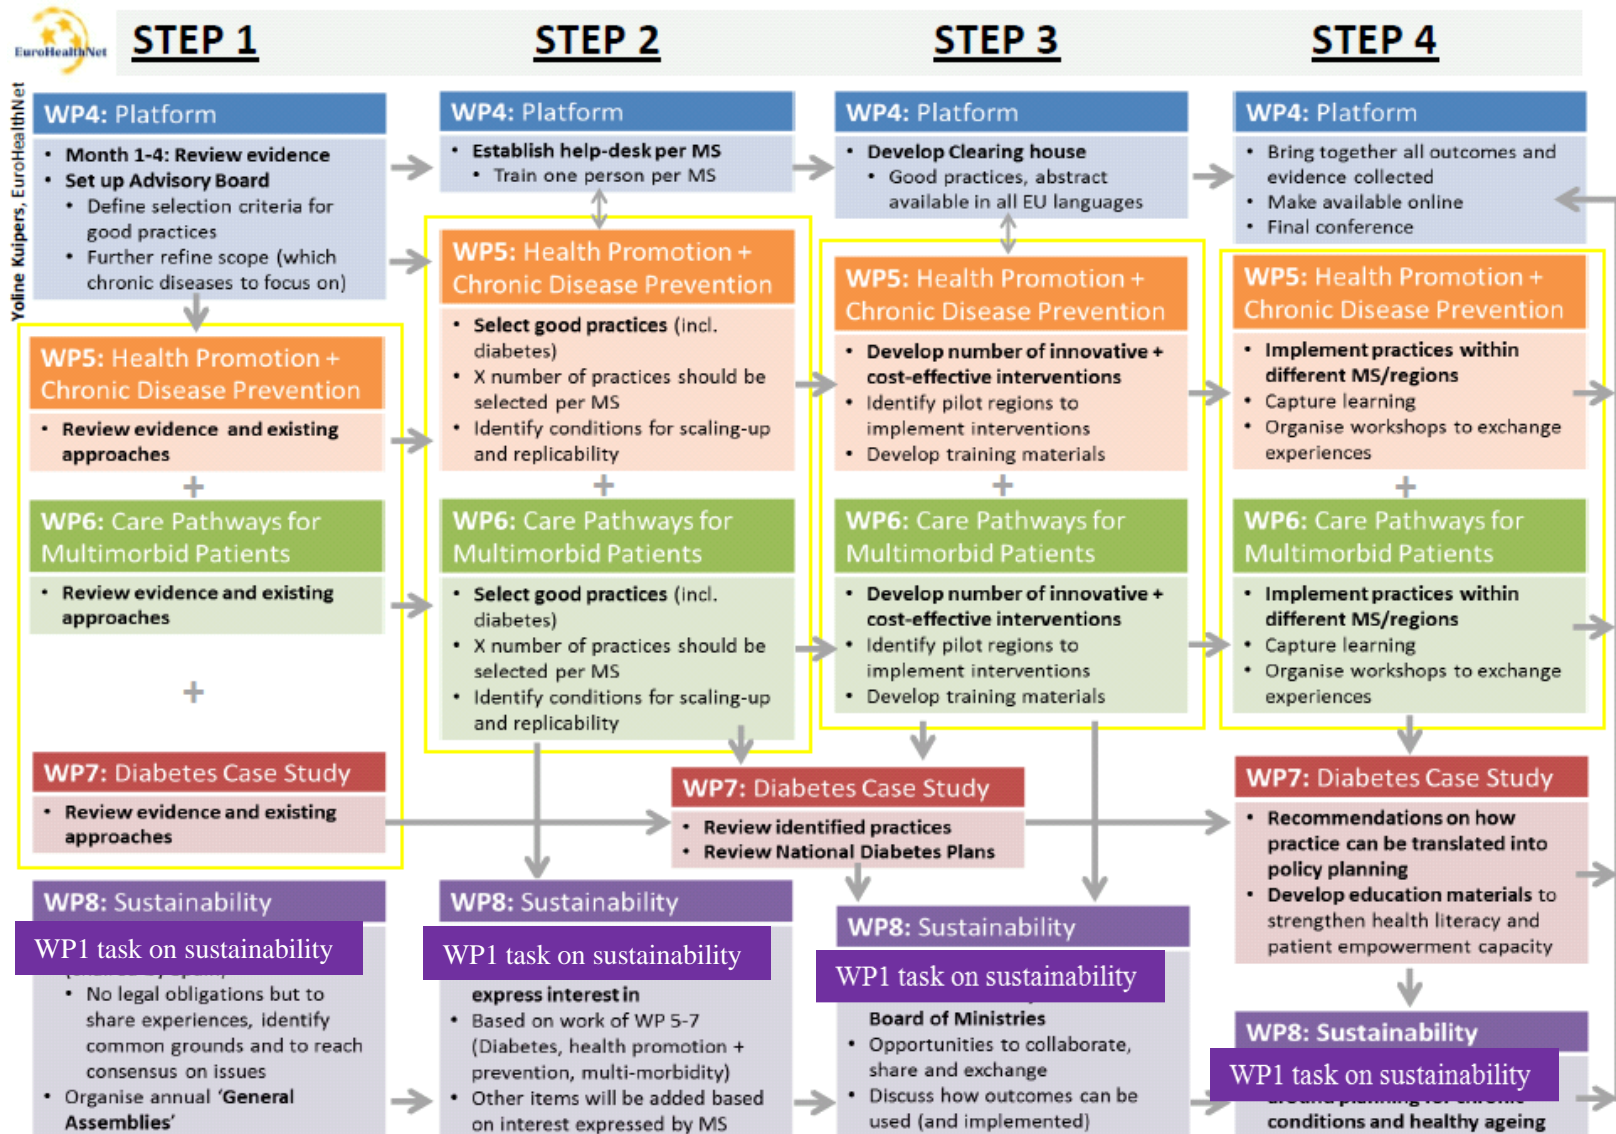 EuroHealthNet
STEP 1
STEP 2
STEP 3
STEP 4
Yoline Kuipers, EuroHealthNet
WP4: Platform
• Month 1-4: Review evidence
• Set up Advisory Board
• Define selection criteria for
good practices
• Further refine scope (which
chronic diseases to focus on)
WP5: Health Promotion +
Chronic Disease Prevention
• Review evidence and existing
approaches
+
WP6: Care Pathways for
Multimorbid Patients
• Review evidence and existing
approaches
+
WP7: Diabetes Case Study
• Review evidence and existing
approaches
WP8: Sustainability
WP1 task on sustainability
• No legal obligations but to
share experiences, identify
common grounds and to reach
consensus on issues
• Organise annual ‘General
Assemblies’
WP4: Platform
• Establish help-desk per MS
• Train one person per MS
WP5: Health Promotion +
Chronic Disease Prevention
• Select good practices (incl.
diabetes)
• X number of practices should be
selected per MS
• Identify conditions for scaling-up
and replicability
+
WP6: Care Pathways for
Multimorbid Patients
• Select good practices (incl.
diabetes)
• X number of practices should be
selected per MS
• Identify conditions for scaling-up
and replicability
WP7: Diabetes Case Study
• Review identified practices
• Review National Diabetes Plans
WP8: Sustainability
WP1 task on sustainability
express interest in
• Based on work of WP 5-7
(Diabetes, health promotion +
prevention, multi-morbidity)
• Other items will be added based
on interest expressed by MS
WP4: Platform
• Develop Clearing house
• Good practices, abstract
available in all EU languages
WP5: Health Promotion +
Chronic Disease Prevention
• Develop number of innovative +
cost-effective interventions
• Identify pilot regions to
implement interventions
• Develop training materials
+
WP6: Care Pathways for
Multimorbid Patients
• Develop number of innovative +
cost-effective interventions
• Identify pilot regions to
implement interventions
• Develop training materials
WP8: Sustainability
WP1 task on sustainability
Board of Ministries
• Opportunities to collaborate,
share and exchange
• Discuss how outcomes can be
used (and implemented)
WP4: Platform
• Bring together all outcomes and
evidence collected
• Make available online
• Final conference
WP5: Health Promotion +
Chronic Disease Prevention
• Implement practices within
different MS/regions
• Capture learning
• Organise workshops to exchange
experiences
+
WP6: Care Pathways for
Multimorbid Patients
• Implement practices within
different MS/regions
• Capture learning
• Organise workshops to exchange
experiences
WP7: Diabetes Case Study
• Recommendations on how
practice can be translated into
policy planning
• Develop education materials to
strengthen health literacy and
patient empowerment capacity
WP8: Sustainability
WP1 task on sustainability
conditions and healthy ageing